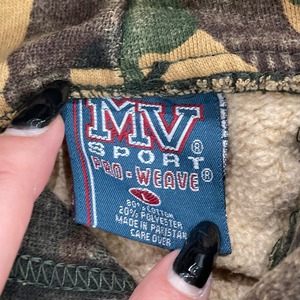 MV®
SPORT
PRO-WEAVE®
80% COTTON
20% POLYESTER
MADE IN PAKISTAN
CARE OVER